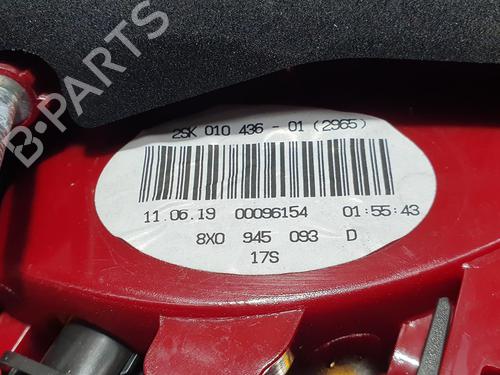 2SK 010 436 - 01 (2965)
11.06.19 00096154 01:55:43
8X0 945 093 D
17S
B-PARTS